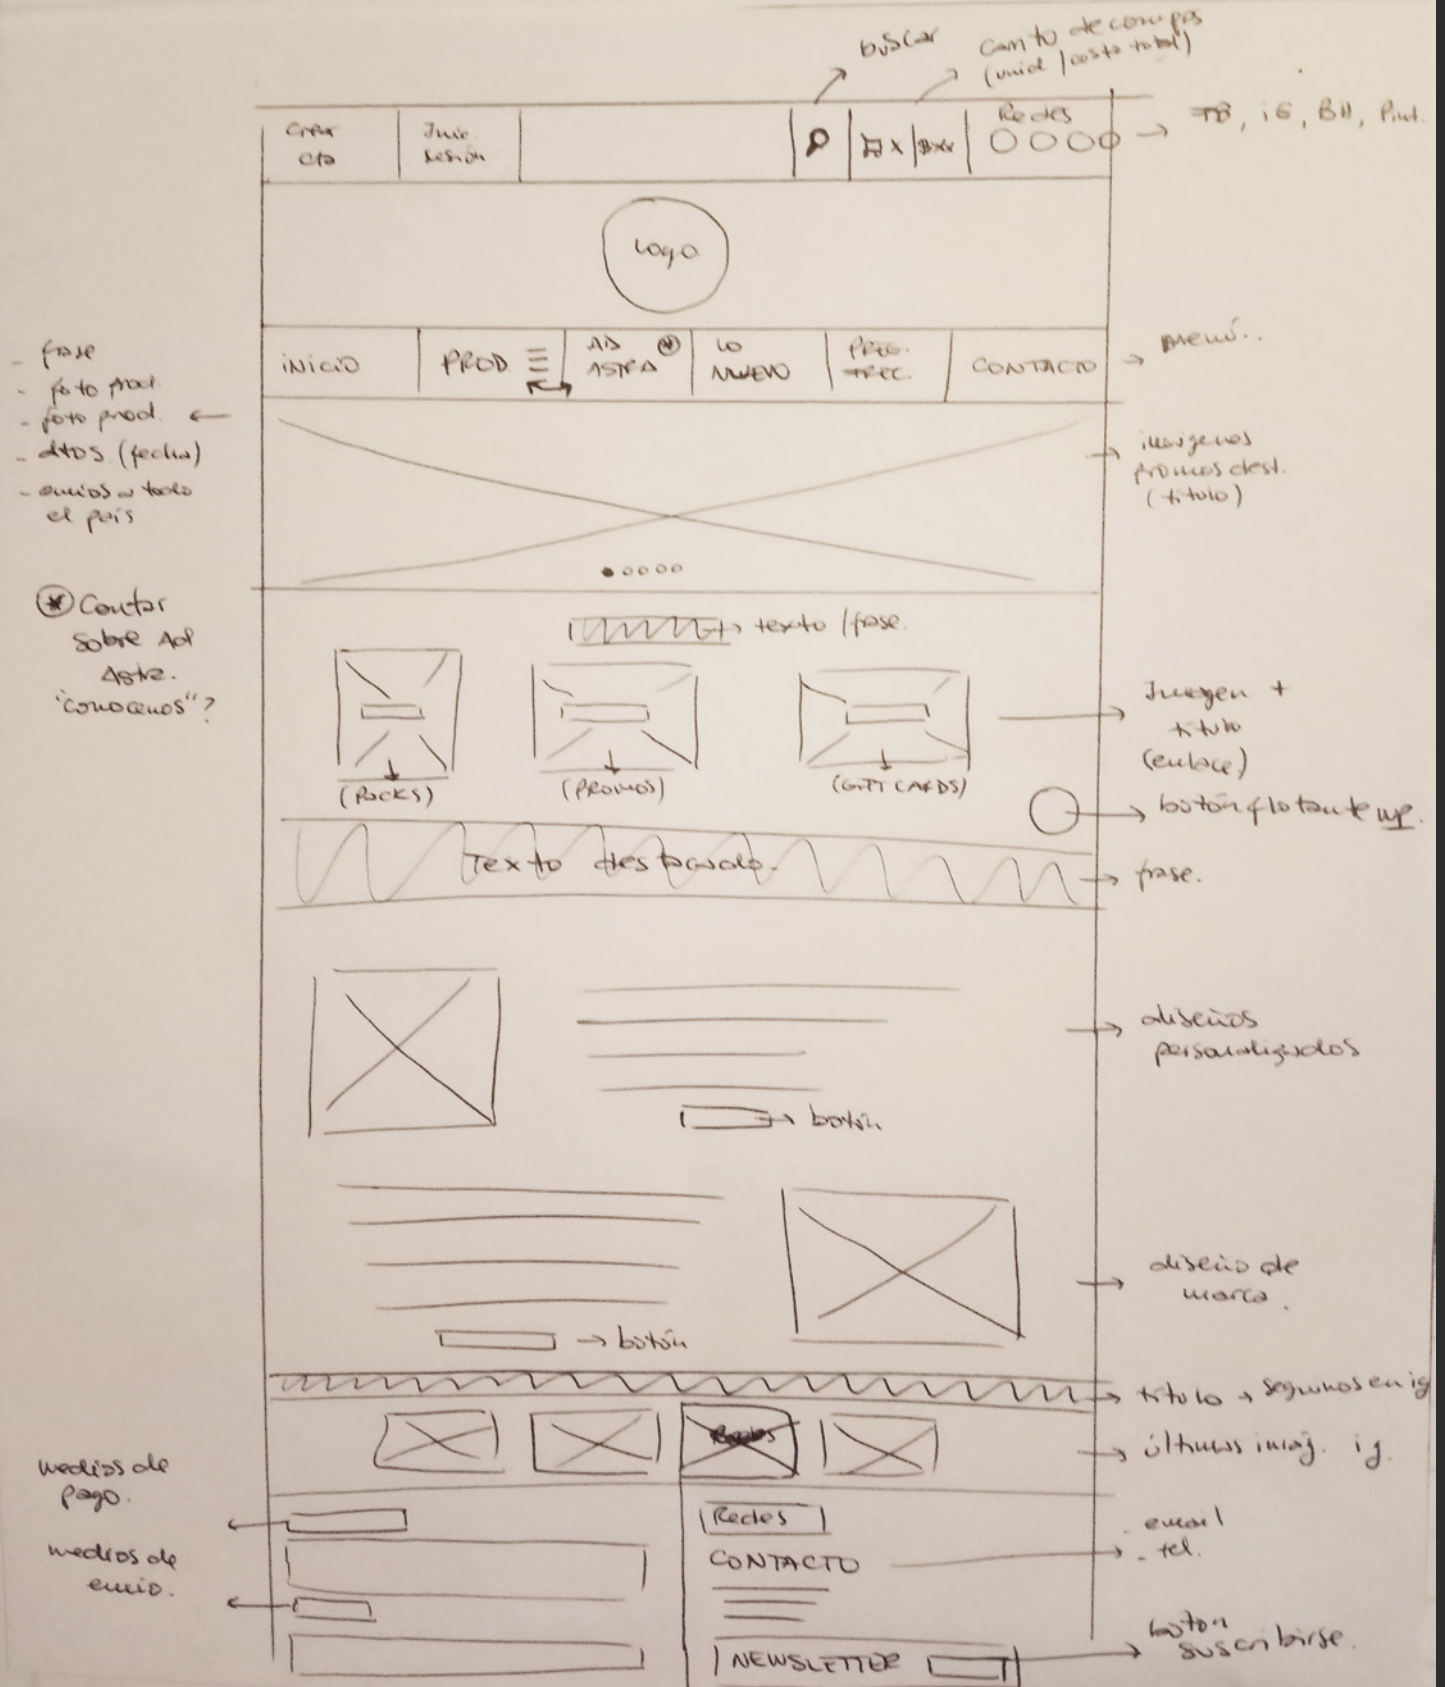 buscar
carrito de compras
(unid / costo total)
Crear
cta
Inic.
sesión
X
$xx
Redes
FB, IG, BH, Pint.
Logo
INICIO
PROD
AD
ASTRA
LO
NUEVO
PREG.
FREC.
CONTACTO
MENÚ..
- frase
- foto prod.
- foto prod.
- dtos (fecha)
- envios a todo
el país
imágenes
promos dest.
(título)
Contar
sobre Ad
Astra.
"conocenos"?
texto / frase.
(PACKS)
(PROMOS)
(GIFT CARDS)
Imagen +
título
(enlace)
botón flotante wp.
Texto destacado.
frase.
diseños
personalizados
botón.
diseño de
marca.
botón
título → seguinos en ig
Redes
últimas imág. ig.
medios de
pago.
medios de
envio.
Redes
CONTACTO
. email
- tel.
NEWSLETTER
botón
suscribirse.